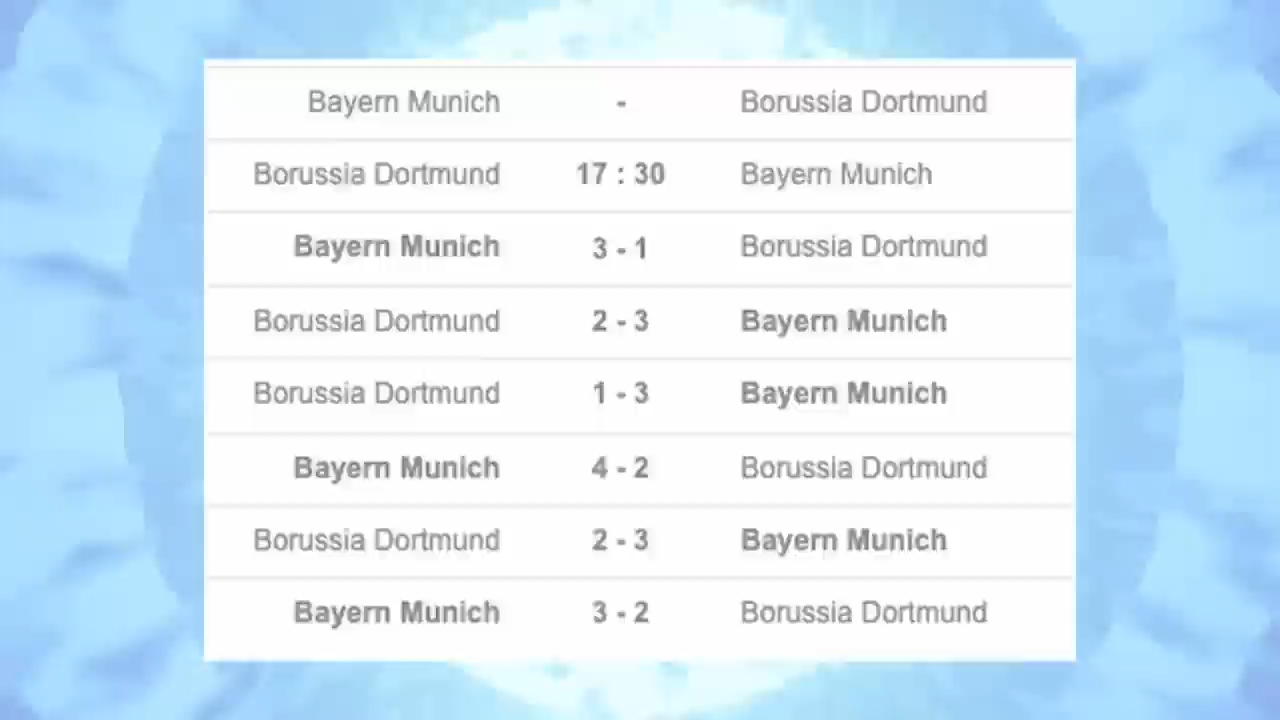 Bayern Munich - Borussia Dortmund
Borussia Dortmund 17 : 30 Bayern Munich
Bayern Munich 3 - 1 Borussia Dortmund
Borussia Dortmund 2 - 3 Bayern Munich
Borussia Dortmund 1 - 3 Bayern Munich
Bayern Munich 4 - 2 Borussia Dortmund
Borussia Dortmund 2 - 3 Bayern Munich
Bayern Munich 3 - 2 Borussia Dortmund